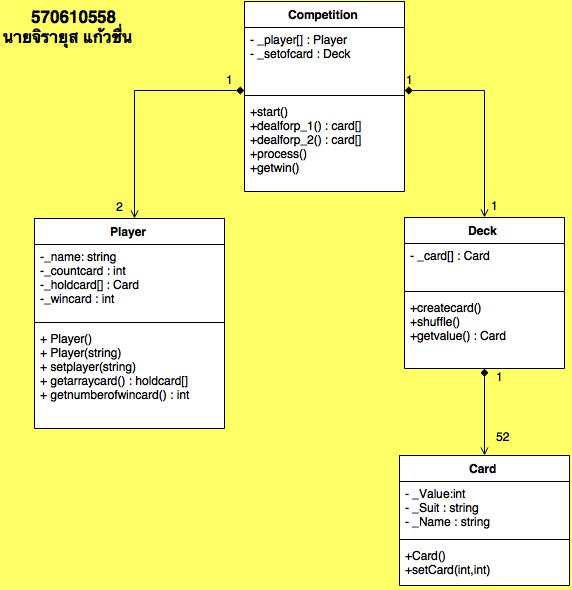 570610558
นายจิรายุส แก้วชื่น
Competition
- _player[] : Player
- _setofcard : Deck
+start()
+dealforp_1() : card[]
+dealforp_2() : card[]
+process()
+getwin()
1
1
2
1
Player
-_name: string
-_countcard : int
-_holdcard[] : Card
-_wincard : int
+ Player()
+ Player(string)
+ setplayer(string)
+ getarraycard() : holdcard[]
+ getnumberofwincard() : int
Deck
- _card[] : Card
+createcard()
+shuffle()
+getvalue() : Card
1
52
Card
- _Value:int
- _Suit : string
- _Name : string
+Card()
+setCard(int,int)